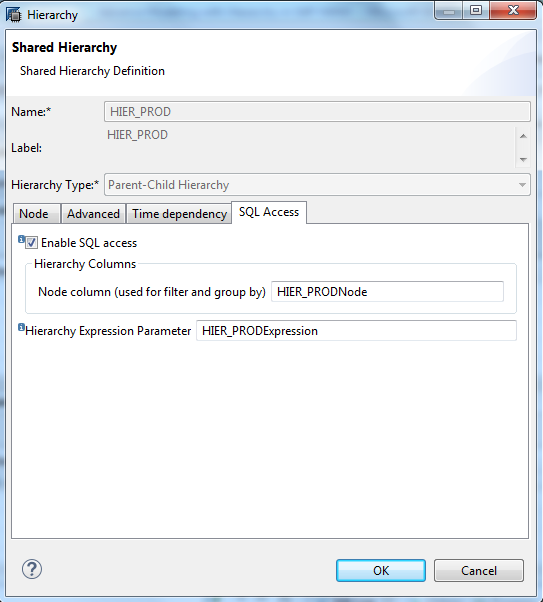 Hierarchy
Shared Hierarchy
Shared Hierarchy Definition
Name:* HIER_PROD
Label: HIER_PROD
Hierarchy Type:* Parent-Child Hierarchy
Node Advanced Time dependency SQL Access
Enable SQL access
Hierarchy Columns
Node column (used for filter and group by) HIER_PRODNode
Hierarchy Expression Parameter HIER_PRODExpression
OK Cancel